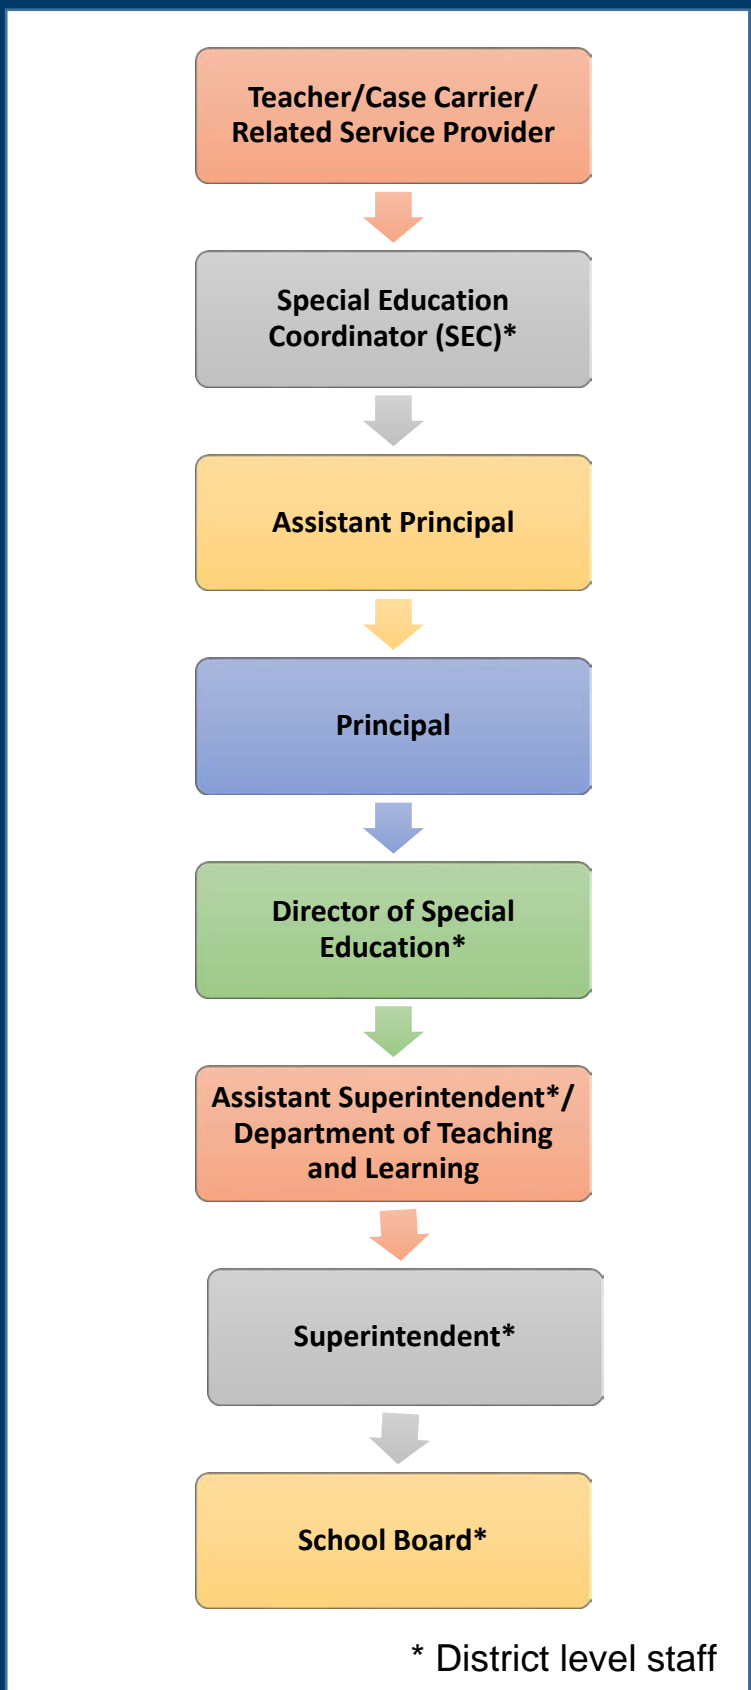 Teacher/Case Carrier/
Related Service Provider
Special Education
Coordinator (SEC)*
Assistant Principal
Principal
Director of Special
Education*
Assistant Superintendent*/
Department of Teaching
and Learning
Superintendent*
School Board*
* District level staff